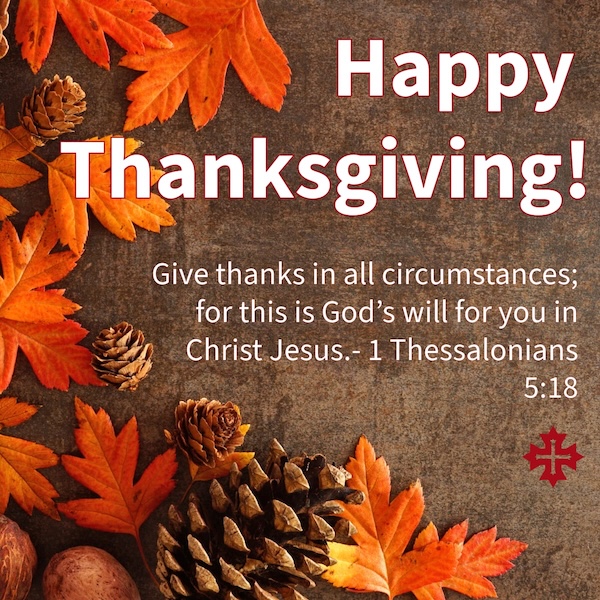 Happy
Thanksgiving!
Give thanks in all circumstances;
for this is God’s will for you in
Christ Jesus.- 1 Thessalonians
5:18